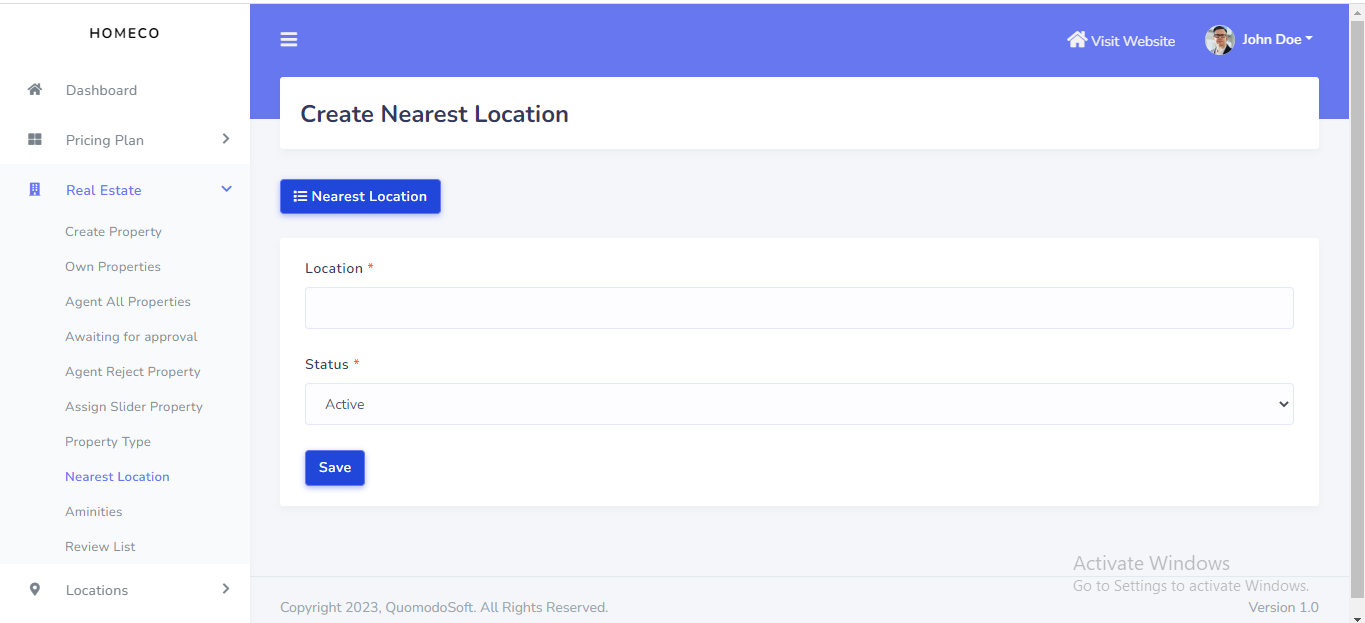 HOMECO
Dashboard
Pricing Plan
Real Estate
Create Property
Own Properties
Agent All Properties
Awaiting for approval
Agent Reject Property
Assign Slider Property
Property Type
Nearest Location
Aminities
Review List
Locations
Visit Website
John Doe
Create Nearest Location
Nearest Location
Location *
Status *
Active
Save
Activate Windows
Go to Settings to activate Windows.
Copyright 2023, QuomodoSoft. All Rights Reserved.
Version 1.0